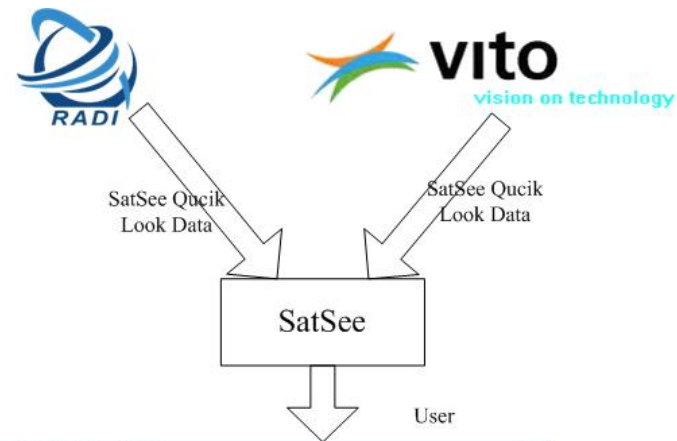 RADI
vito
vision on technology
SatSee Qucik
Look Data
SatSee Qucik
Look Data
SatSee
User